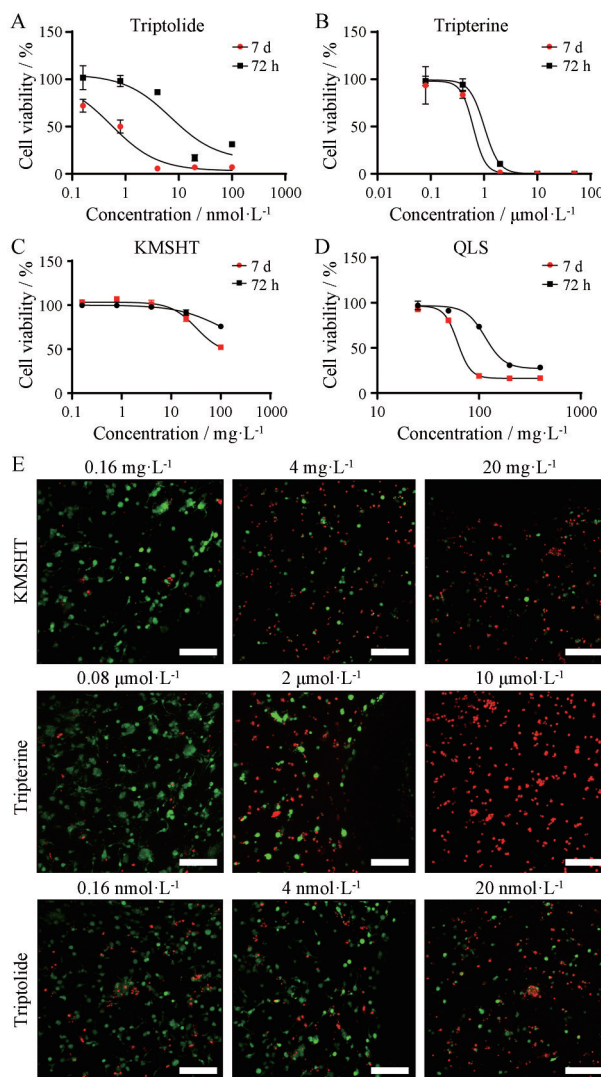 A
Triptolide
7 d
72 h
Cell viability / %
150
100
50
0
0.1
1
10
100
1000
Concentration / nmol·L-1
B
Tripterine
7 d
72 h
Cell viability / %
150
100
50
0
0.01
0.1
1
10
100
Concentration / μmol·L-1
C
KMSHT
7 d
72 h
Cell viability / %
150
100
50
0
0.1
1
10
100
1000
Concentration / mg·L-1
D
QLS
7 d
72 h
Cell viability / %
150
100
50
0
10
100
1000
Concentration / mg·L-1
E
0.16 mg·L-1
4 mg·L-1
20 mg·L-1
KMSHT
0.08 μmol·L-1
2 μmol·L-1
10 μmol·L-1
Tripterine
0.16 nmol·L-1
4 nmol·L-1
20 nmol·L-1
Triptolide